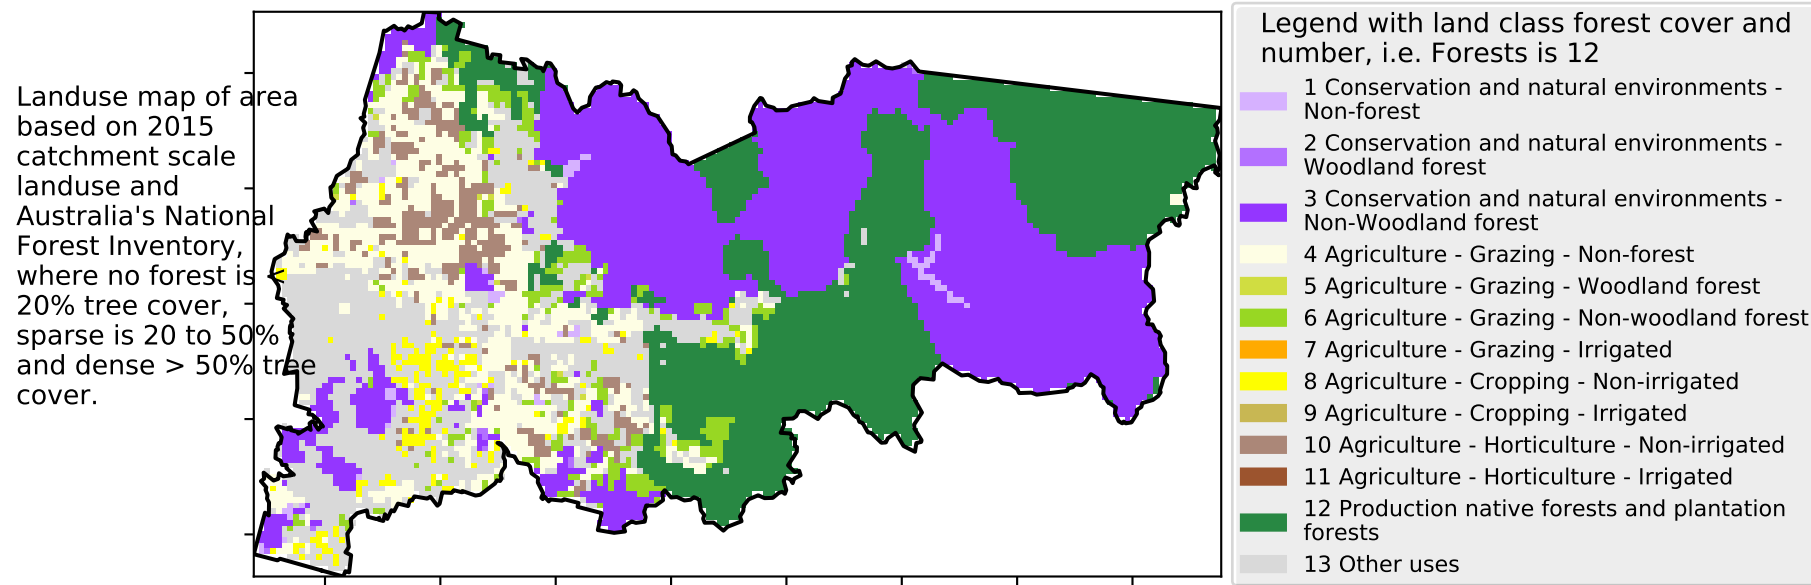 Landuse map of area
based on 2015
catchment scale
landuse and
Australia's National
Forest Inventory,
where no forest is <
20% tree cover,
sparse is 20 to 50%
and dense > 50% tree
cover.
Legend with land class forest cover and
number, i.e. Forests is 12
1 Conservation and natural environments -
Non-forest
2 Conservation and natural environments -
Woodland forest
3 Conservation and natural environments -
Non-Woodland forest
4 Agriculture - Grazing - Non-forest
5 Agriculture - Grazing - Woodland forest
6 Agriculture - Grazing - Non-woodland forest
7 Agriculture - Grazing - Irrigated
8 Agriculture - Cropping - Non-irrigated
9 Agriculture - Cropping - Irrigated
10 Agriculture - Horticulture - Non-irrigated
11 Agriculture - Horticulture - Irrigated
12 Production native forests and plantation
forests
13 Other uses